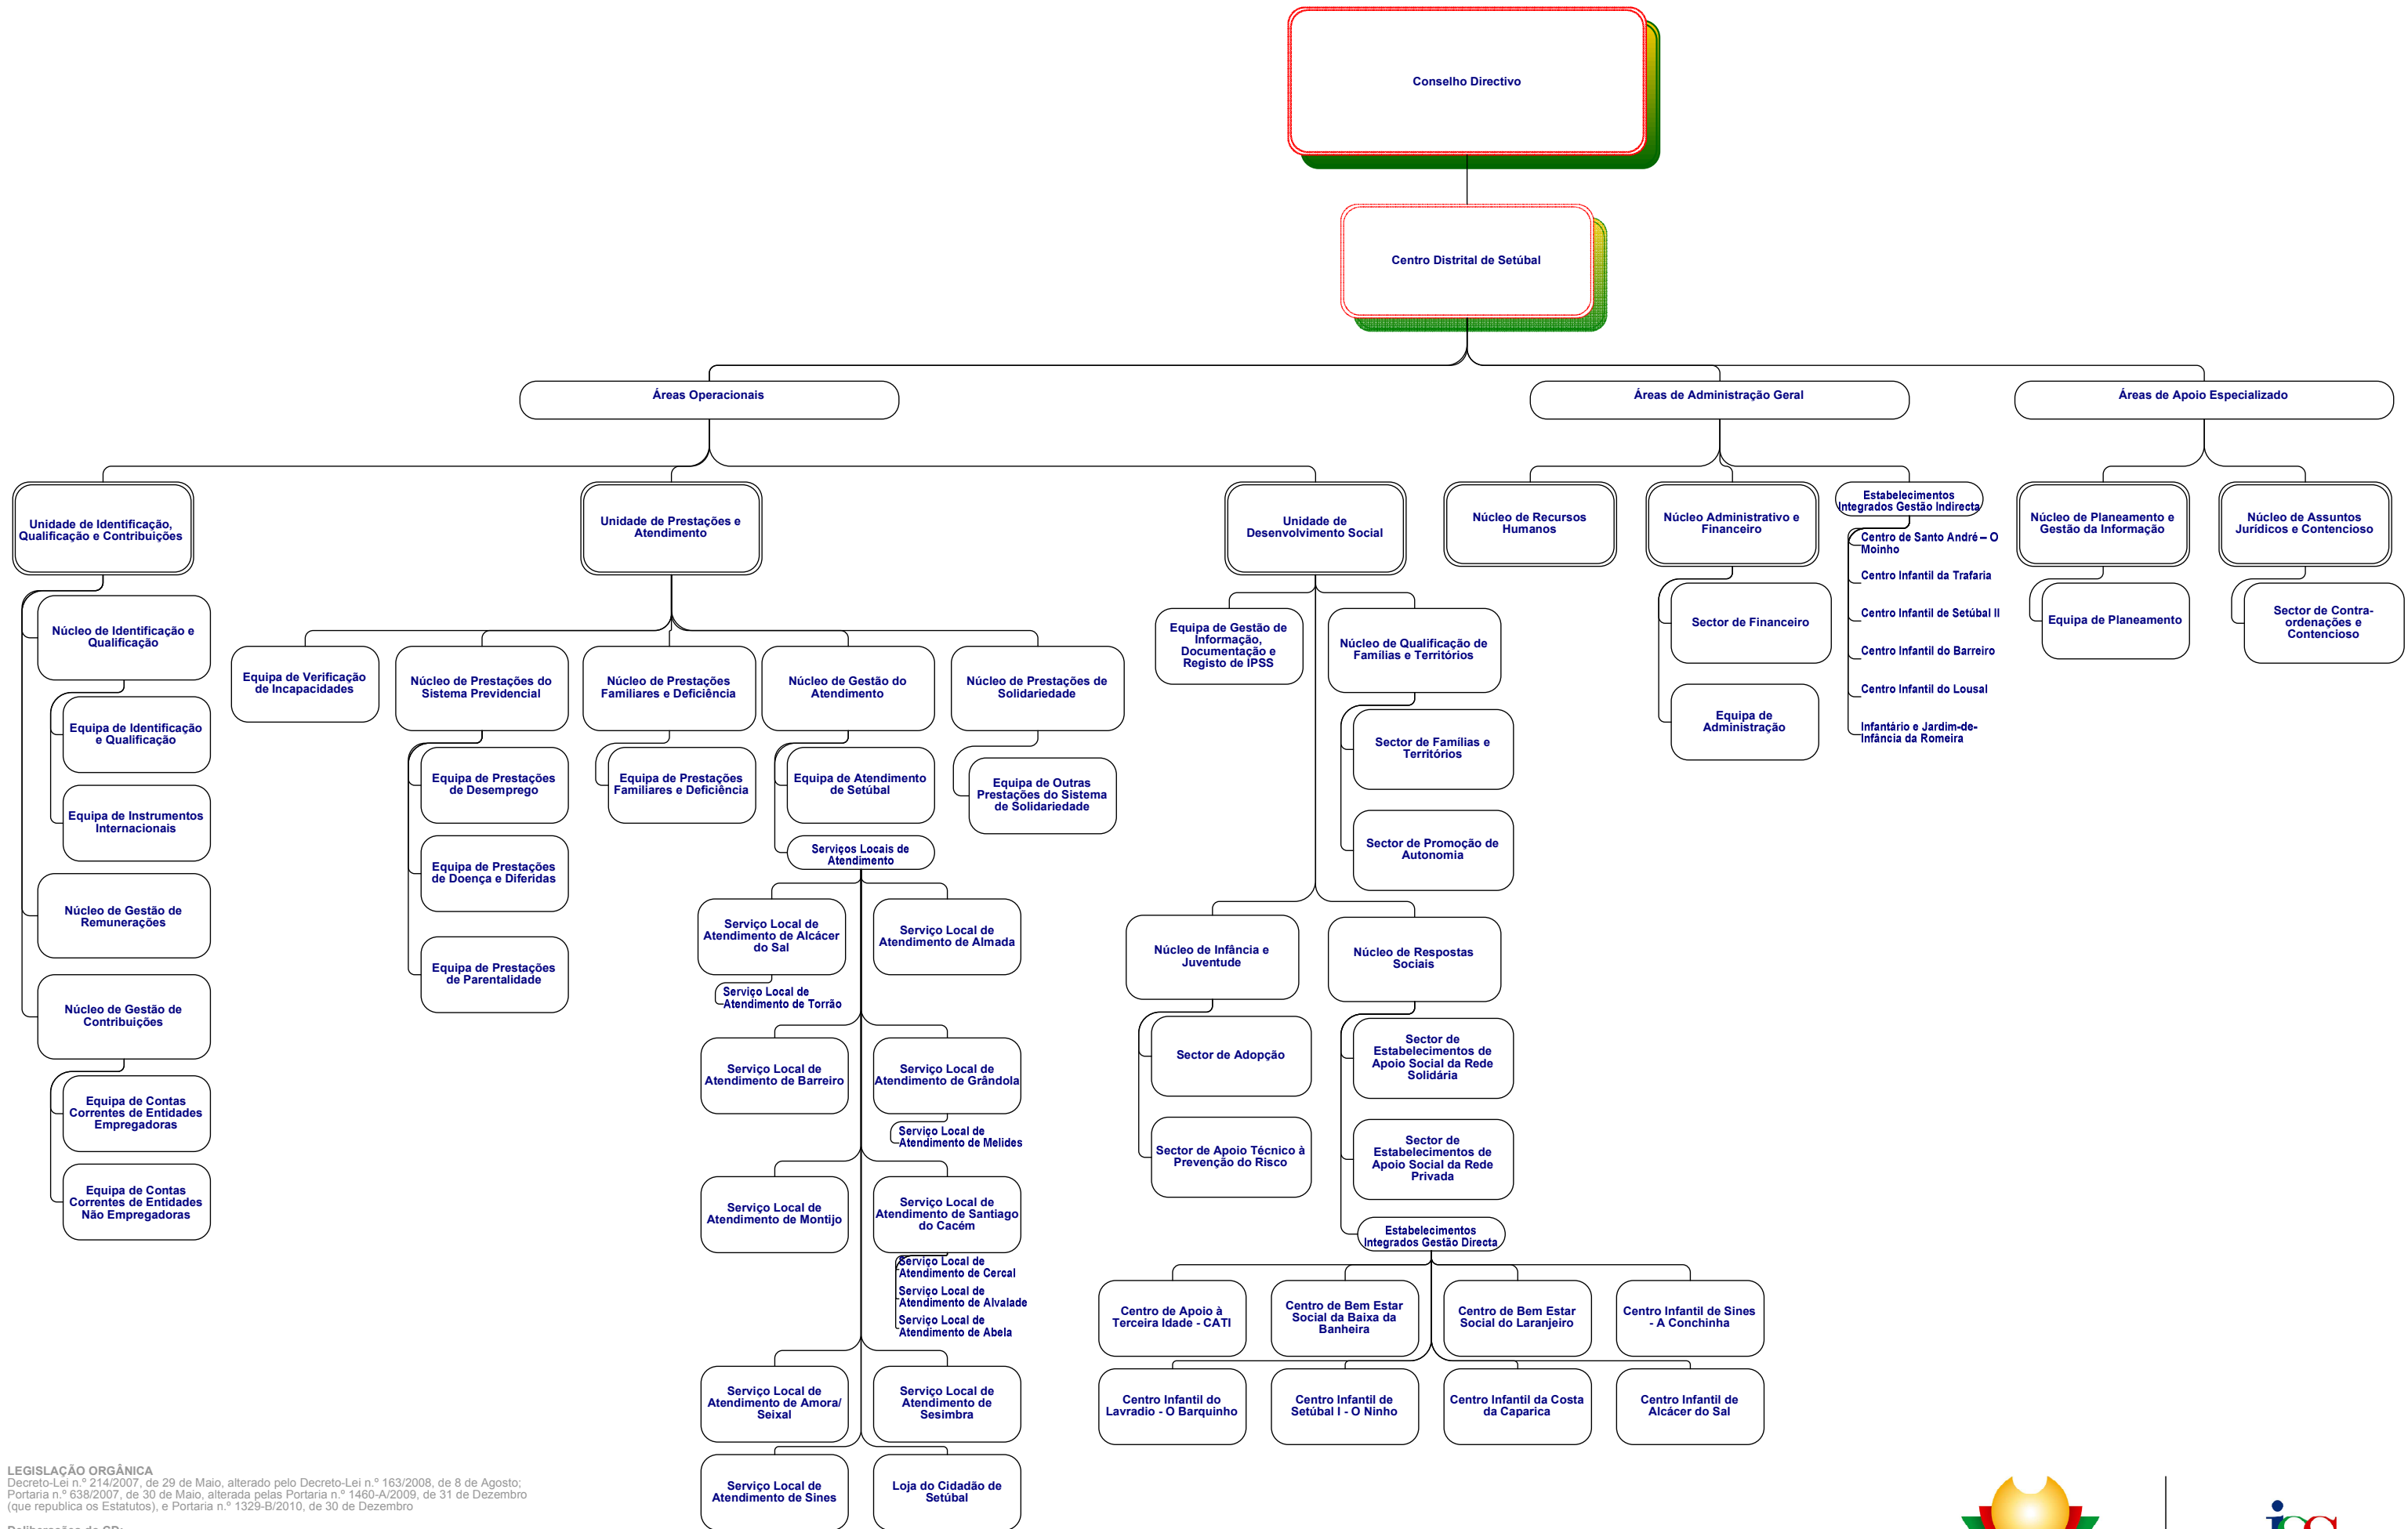 Conselho Directivo
Centro Distrital de Setúbal
Áreas Operacionais
Áreas de Administração Geral
Áreas de Apoio Especializado
Unidade de Identificação,
Qualificação e Contribuições
Unidade de Prestações e
Atendimento
Unidade de
Desenvolvimento Social
Núcleo de Recursos
Humanos
Núcleo Administrativo e
Financeiro
Estabelecimentos
Integrados Gestão Indirecta
Núcleo de Planeamento e
Gestão da Informação
Núcleo de Assuntos
Jurídicos e Contencioso
Núcleo de Identificação e
Qualificação
Equipa de Identificação
e Qualificação
Equipa de Instrumentos
Internacionais
Núcleo de Gestão de
Remunerações
Núcleo de Gestão de
Contribuições
Equipa de Contas
Correntes de Entidades
Empregadoras
Equipa de Contas
Correntes de Entidades
Não Empregadoras
Equipa de Verificação
de Incapacidades
Núcleo de Prestações do
Sistema Previdencial
Equipa de Prestações
de Desemprego
Equipa de Prestações
de Doença e Diferidas
Equipa de Prestações
de Parentalidade
Núcleo de Prestações
Familiares e Deficiência
Equipa de Prestações
Familiares e Deficiência
Núcleo de Gestão do
Atendimento
Equipa de Atendimento
de Setúbal
Serviços Locais de
Atendimento
Serviço Local de
Atendimento de Alcácer
do Sal
Serviço Local de
Atendimento de Torrão
Serviço Local de
Atendimento de Almada
Serviço Local de
Atendimento de Barreiro
Serviço Local de
Atendimento de Grândola
Serviço Local de
Atendimento de Melides
Serviço Local de
Atendimento de Montijo
Serviço Local de
Atendimento de Santiago
do Cacém
Serviço Local de
Atendimento de Cercal
Serviço Local de
Atendimento de Alvalade
Serviço Local de
Atendimento de Abela
Serviço Local de
Atendimento de Amora/
Seixal
Serviço Local de
Atendimento de
Sesimbra
Serviço Local de
Atendimento de Sines
Loja do Cidadão de
Setúbal
Núcleo de Prestações de
Solidariedade
Equipa de Outras
Prestações do Sistema
de Solidariedade
Equipa de Gestão de
Informação,
Documentação e
Registo de IPSS
Núcleo de Qualificação de
Famílias e Territórios
Sector de Famílias e
Territórios
Sector de Promoção de
Autonomia
Núcleo de Infância e
Juventude
Sector de Adopção
Sector de Apoio Técnico à
Prevenção do Risco
Núcleo de Respostas
Sociais
Sector de
Estabelecimentos de
Apoio Social da Rede
Solidária
Sector de
Estabelecimentos de
Apoio Social da Rede
Privada
Estabelecimentos
Integrados Gestão Directa
Centro de Apoio à
Terceira Idade - CATI
Centro de Bem Estar
Social da Baixa da
Banheira
Centro de Bem Estar
Social do Laranjeiro
Centro Infantil de Sines
- A Conchinha
Centro Infantil do
Lavradio - O Barquinho
Centro Infantil de
Setúbal I - O Ninho
Centro Infantil da Costa
da Caparica
Centro Infantil de
Alcácer do Sal
Sector de Financeiro
Equipa de
Administração
Centro de Santo André – O
Moinho
Centro Infantil da Trafaria
Centro Infantil de Setúbal II
Centro Infantil do Barreiro
Centro Infantil do Lousal
Infantário e Jardim-de-
Infância da Romeira
Equipa de Planeamento
Sector de Contra-
ordenações e
Contencioso
LEGISLAÇÃO ORGÂNICA
Decreto-Lei n.º 214/2007, de 29 de Maio, alterado pelo Decreto-Lei n.º 163/2008, de 8 de Agosto;
Portaria n.º 638/2007, de 30 de Maio, alterada pelas Portaria n.º 1460-A/2009, de 31 de Dezembro
(que republica os Estatutos), e Portaria n.º 1329-B/2010, de 30 de Dezembro